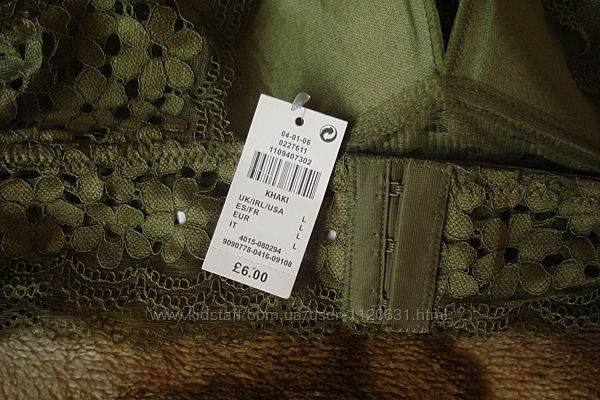 04-01-06
0227611
1109407302
KHAKI
UK/IRL/USA L
ES/FR L
EUR L
IT L
4015-080294
9090778-0416-09108
£6.00
www.kidstaff.com.ua/user-1120631.html